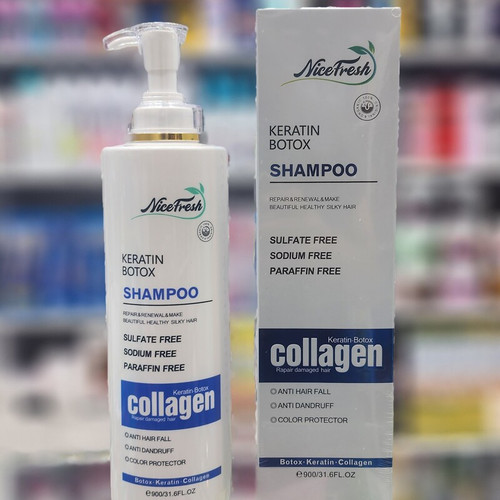 NiceFresh
KERATIN
BOTOX
SHAMPOO
REPAIR&RENEWAL&MAKE
BEAUTIFUL HEALTHY SILKY HAIR
SULFATE FREE
SODIUM FREE
PARAFFIN FREE
Keratin·Botox
collagen
Rapair damaged hair
ANTI HAIR FALL
ANTI DANDRUFF
COLOR PROTECTOR
Botox·Keratin·Collagen
℮900/31.6FL.OZ
NiceFresh
KERATIN
BOTOX
SHAMPOO
REPAIR&RENEWAL&MAKE
BEAUTIFUL HEALTHY SILKY HAIR
SULFATE FREE
SODIUM FREE
PARAFFIN FREE
Keratin·Botox
collagen
Rapair damaged hair
ANTI HAIR FALL
ANTI DANDRUFF
COLOR PROTECTOR
Botox·Keratin·Collagen
℮900/31.6FL.OZ